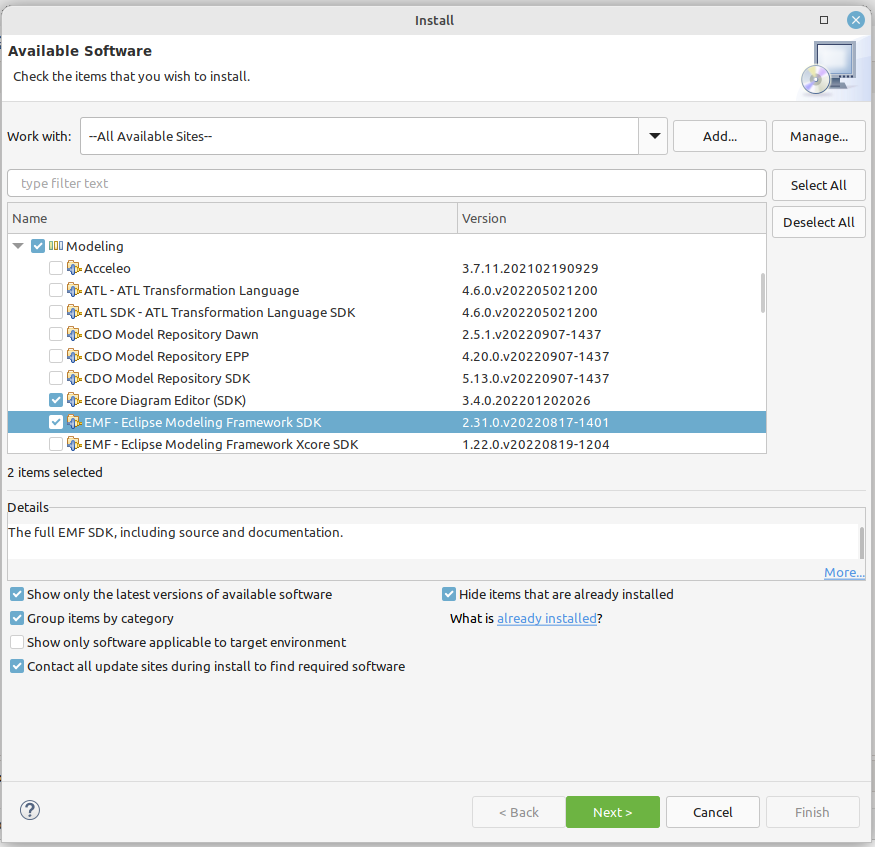 Install
Available Software
Check the items that you wish to install.
Work with: --All Available Sites-- Add... Manage...
type filter text Select All
Name Version Deselect All
Modeling
Acceleo 3.7.11.202102190929
ATL - ATL Transformation Language 4.6.0.v202205021200
ATL SDK - ATL Transformation Language SDK 4.6.0.v202205021200
CDO Model Repository Dawn 2.5.1.v20220907-1437
CDO Model Repository EPP 4.20.0.v20220907-1437
CDO Model Repository SDK 5.13.0.v20220907-1437
Ecore Diagram Editor (SDK) 3.4.0.202201202026
EMF - Eclipse Modeling Framework SDK 2.31.0.v20220817-1401
EMF - Eclipse Modeling Framework Xcore SDK 1.22.0.v20220819-1204
2 items selected
Details
The full EMF SDK, including source and documentation.
More...
Show only the latest versions of available software Hide items that are already installed
Group items by category What is already installed?
Show only software applicable to target environment
Contact all update sites during install to find required software
? < Back Next > Cancel Finish